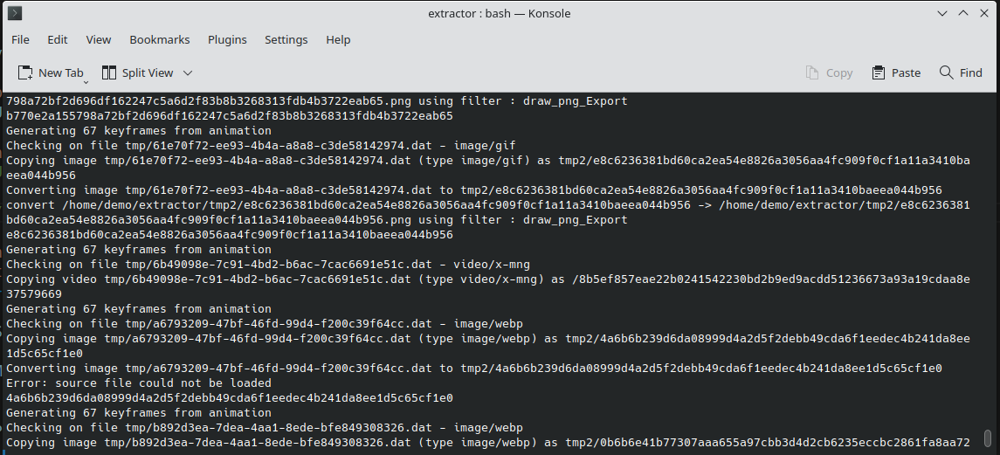 extractor : bash — Konsole
File Edit View Bookmarks Plugins Settings Help
New Tab Split View Copy Paste Find
798a72bf2d696df162247c5a6d2f83b8b3268313fdb4b3722eab65.png using filter : draw_png_Export
b770e2a155798a72bf2d696df162247c5a6d2f83b8b3268313fdb4b3722eab65
Generating 67 keyframes from animation
Checking on file tmp/61e70f72-ee93-4b4a-a8a8-c3de58142974.dat - image/gif
Copying image tmp/61e70f72-ee93-4b4a-a8a8-c3de58142974.dat (type image/gif) as tmp2/e8c6236381bd60ca2ea54e8826a3056aa4fc909f0cf1a11a3410ba
eea044b956
Converting image tmp/61e70f72-ee93-4b4a-a8a8-c3de58142974.dat to tmp2/e8c6236381bd60ca2ea54e8826a3056aa4fc909f0cf1a11a3410baeea044b956
convert /home/demo/extractor/tmp2/e8c6236381bd60ca2ea54e8826a3056aa4fc909f0cf1a11a3410baeea044b956 -> /home/demo/extractor/tmp2/e8c6236381
bd60ca2ea54e8826a3056aa4fc909f0cf1a11a3410baeea044b956.png using filter : draw_png_Export
e8c6236381bd60ca2ea54e8826a3056aa4fc909f0cf1a11a3410baeea044b956
Generating 67 keyframes from animation
Checking on file tmp/6b49098e-7c91-4bd2-b6ac-7cac6691e51c.dat - video/x-mng
Copying video tmp/6b49098e-7c91-4bd2-b6ac-7cac6691e51c.dat (type video/x-mng) as /8b5ef857eae22b0241542230bd2b9ed9acdd51236673a93a19cdaa8e
37579669
Generating 67 keyframes from animation
Checking on file tmp/a6793209-47bf-46fd-99d4-f200c39f64cc.dat - image/webp
Copying image tmp/a6793209-47bf-46fd-99d4-f200c39f64cc.dat (type image/webp) as tmp2/4a6b6b239d6da08999d4a2d5f2debb49cda6f1eedec4b241da8ee
1d5c65cf1e0
Converting image tmp/a6793209-47bf-46fd-99d4-f200c39f64cc.dat to tmp2/4a6b6b239d6da08999d4a2d5f2debb49cda6f1eedec4b241da8ee1d5c65cf1e0
Error: source file could not be loaded
4a6b6b239d6da08999d4a2d5f2debb49cda6f1eedec4b241da8ee1d5c65cf1e0
Generating 67 keyframes from animation
Checking on file tmp/b892d3ea-7dea-4aa1-8ede-bfe849308326.dat - image/webp
Copying image tmp/b892d3ea-7dea-4aa1-8ede-bfe849308326.dat (type image/webp) as tmp2/0b6b6e41b77307aaa655a97cbb3d4d2cb6235eccbc2861fa8aa72